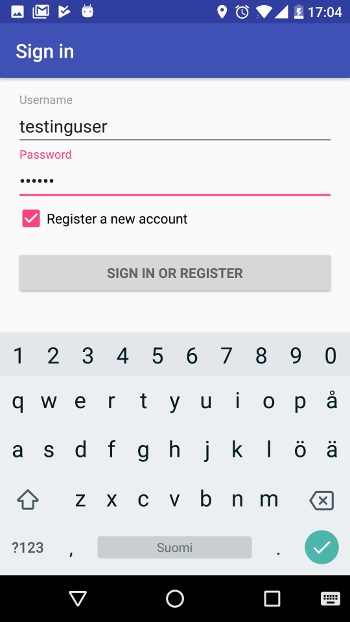 17:04
Sign in
Username
testinguser
Password
••••••
Register a new account
SIGN IN OR REGISTER
1 2 3 4 5 6 7 8 9 0
q w e r t y u i o p å
a s d f g h j k l ö ä
z x c v b n m
?123 , Suomi .